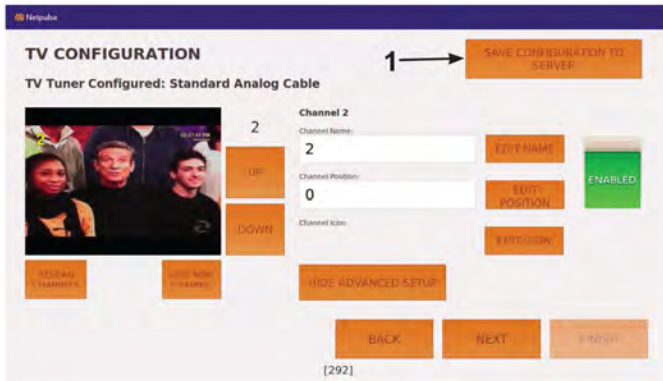 Netpulse
TV CONFIGURATION
1
SAVE CONFIGURATION TO
SERVER
TV Tuner Configured: Standard Analog Cable
2
2
Channel 2
Channel Name:
2
EDIT NAME
ENABLED
UP
Channel Position:
0
EDIT
POSITION
DOWN
Channel Icon:
EDIT ICON
RESCAN
CHANNELS
ADD NEW
CHANNEL
HIDE ADVANCED SETUP
BACK
NEXT
FINISH
[292]